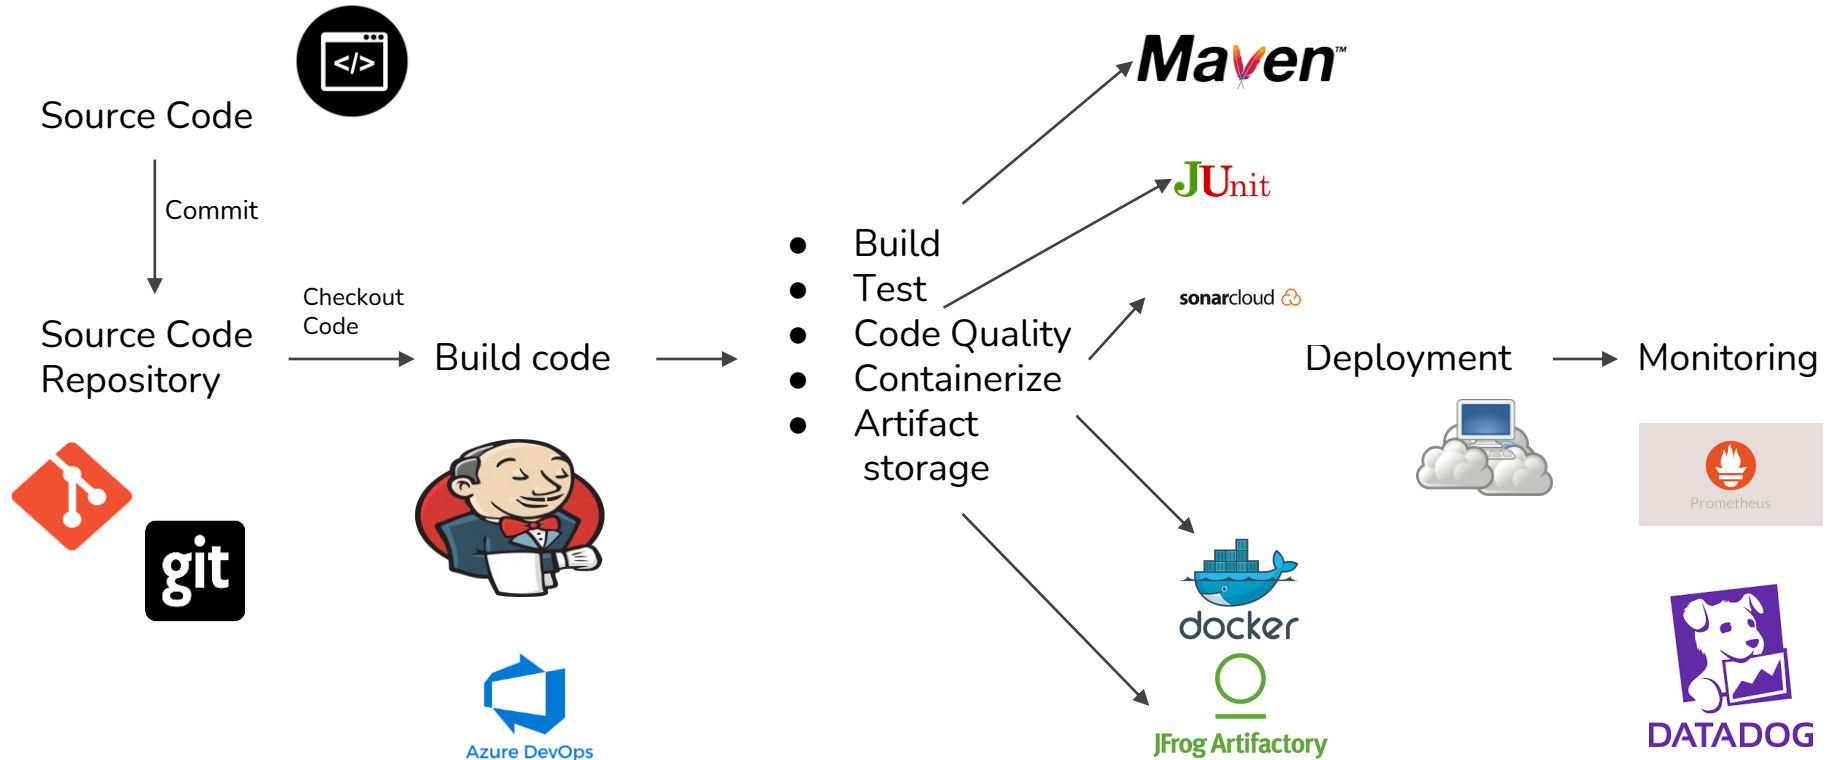 </>
Source Code
Commit
Source Code
Repository
git
Checkout
Code
Build code
Azure DevOps
● Build
● Test
● Code Quality
● Containerize
● Artifact
storage
Maven™
JUnit
sonarcloud
docker
JFrog Artifactory
Deployment
Monitoring
Prometheus
DATADOG